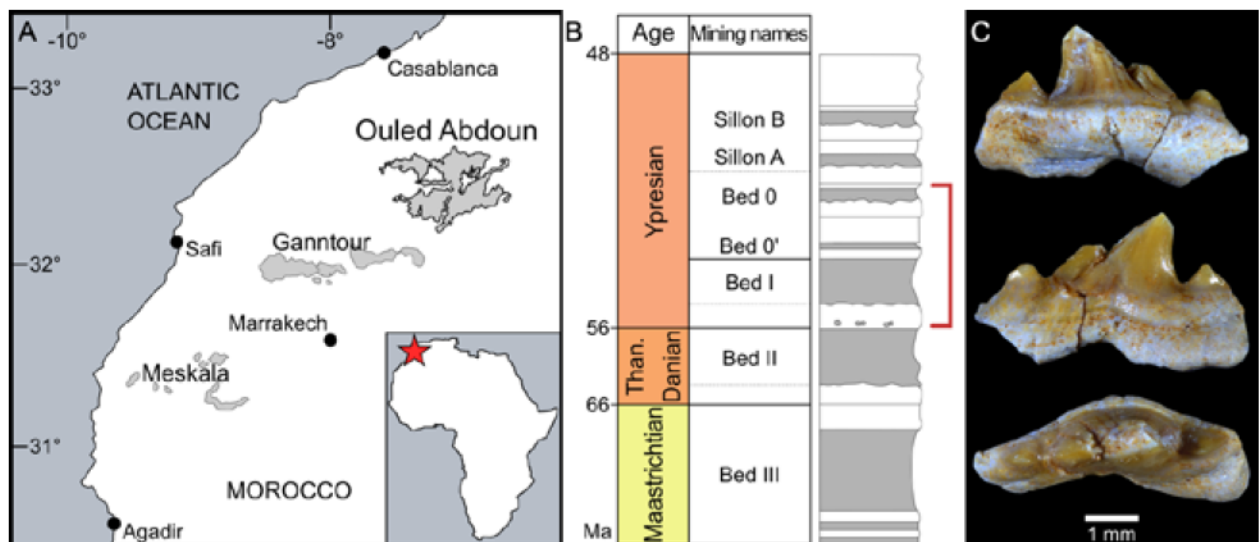 A
-10°
-8°
33°
Casablanca
ATLANTIC
OCEAN
Ouled Abdoun
Safi
Ganntour
32°
Marrakech
Meskala
31°
MOROCCO
Agadir
B
Age
Mining names
48
Ypresian
Sillon B
Sillon A
Bed 0
Bed 0'
Bed I
56
Than.
Danian
Bed II
66
Maastrichtian
Bed III
Ma
C
1 mm